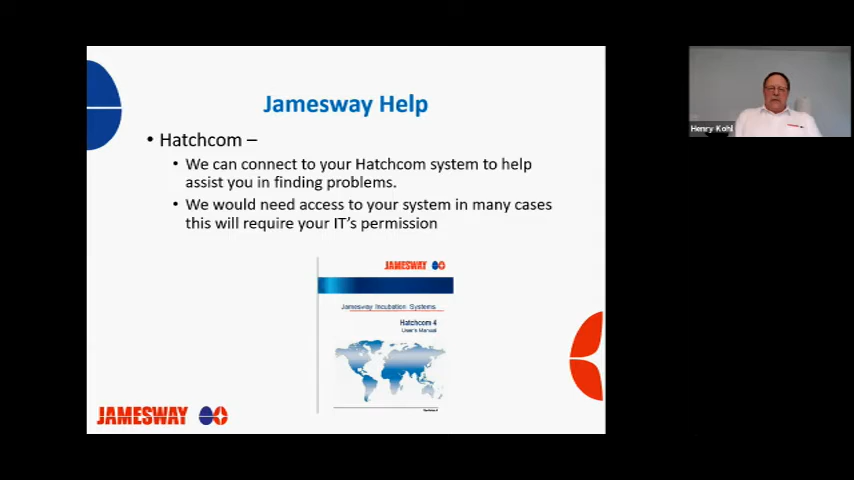 Jamesway Help
• Hatchcom –
• We can connect to your Hatchcom system to help
assist you in finding problems.
• We would need access to your system in many cases
this will require your IT's permission
JAMESWAY
Jamesway Incubation Systems
Hatchcom 4
User's Manual
JAMESWAY
Henry Kohl